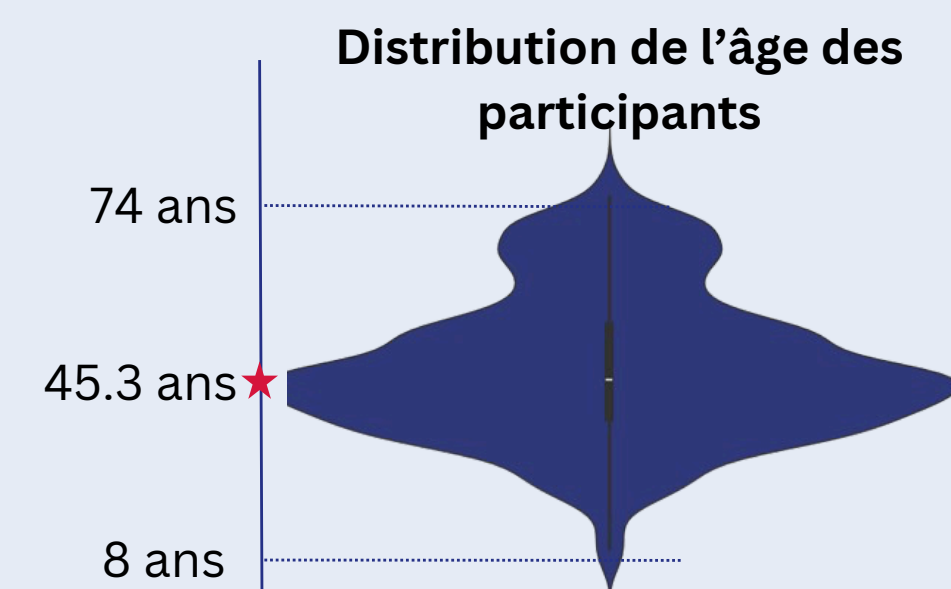 Distribution de l’âge des
participants
74 ans
45.3 ans
8 ans